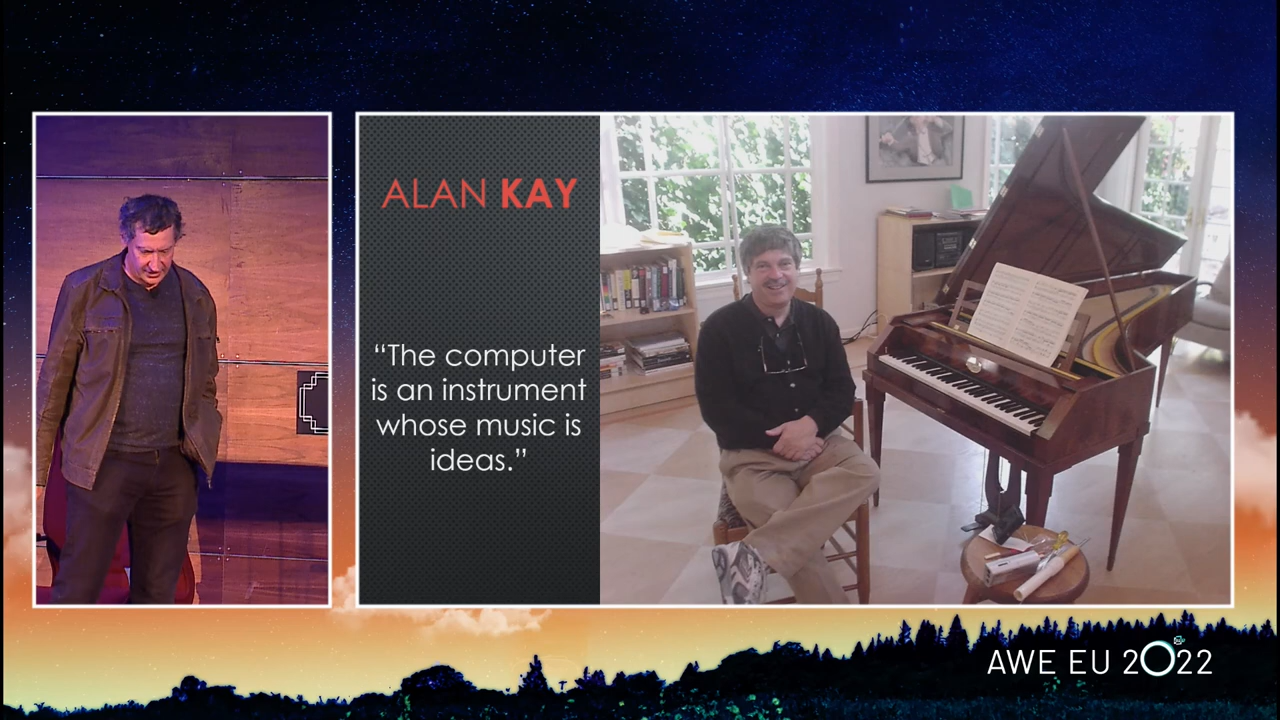 ALAN KAY
“The computer
is an instrument
whose music is
ideas.”
AWE EU 2022